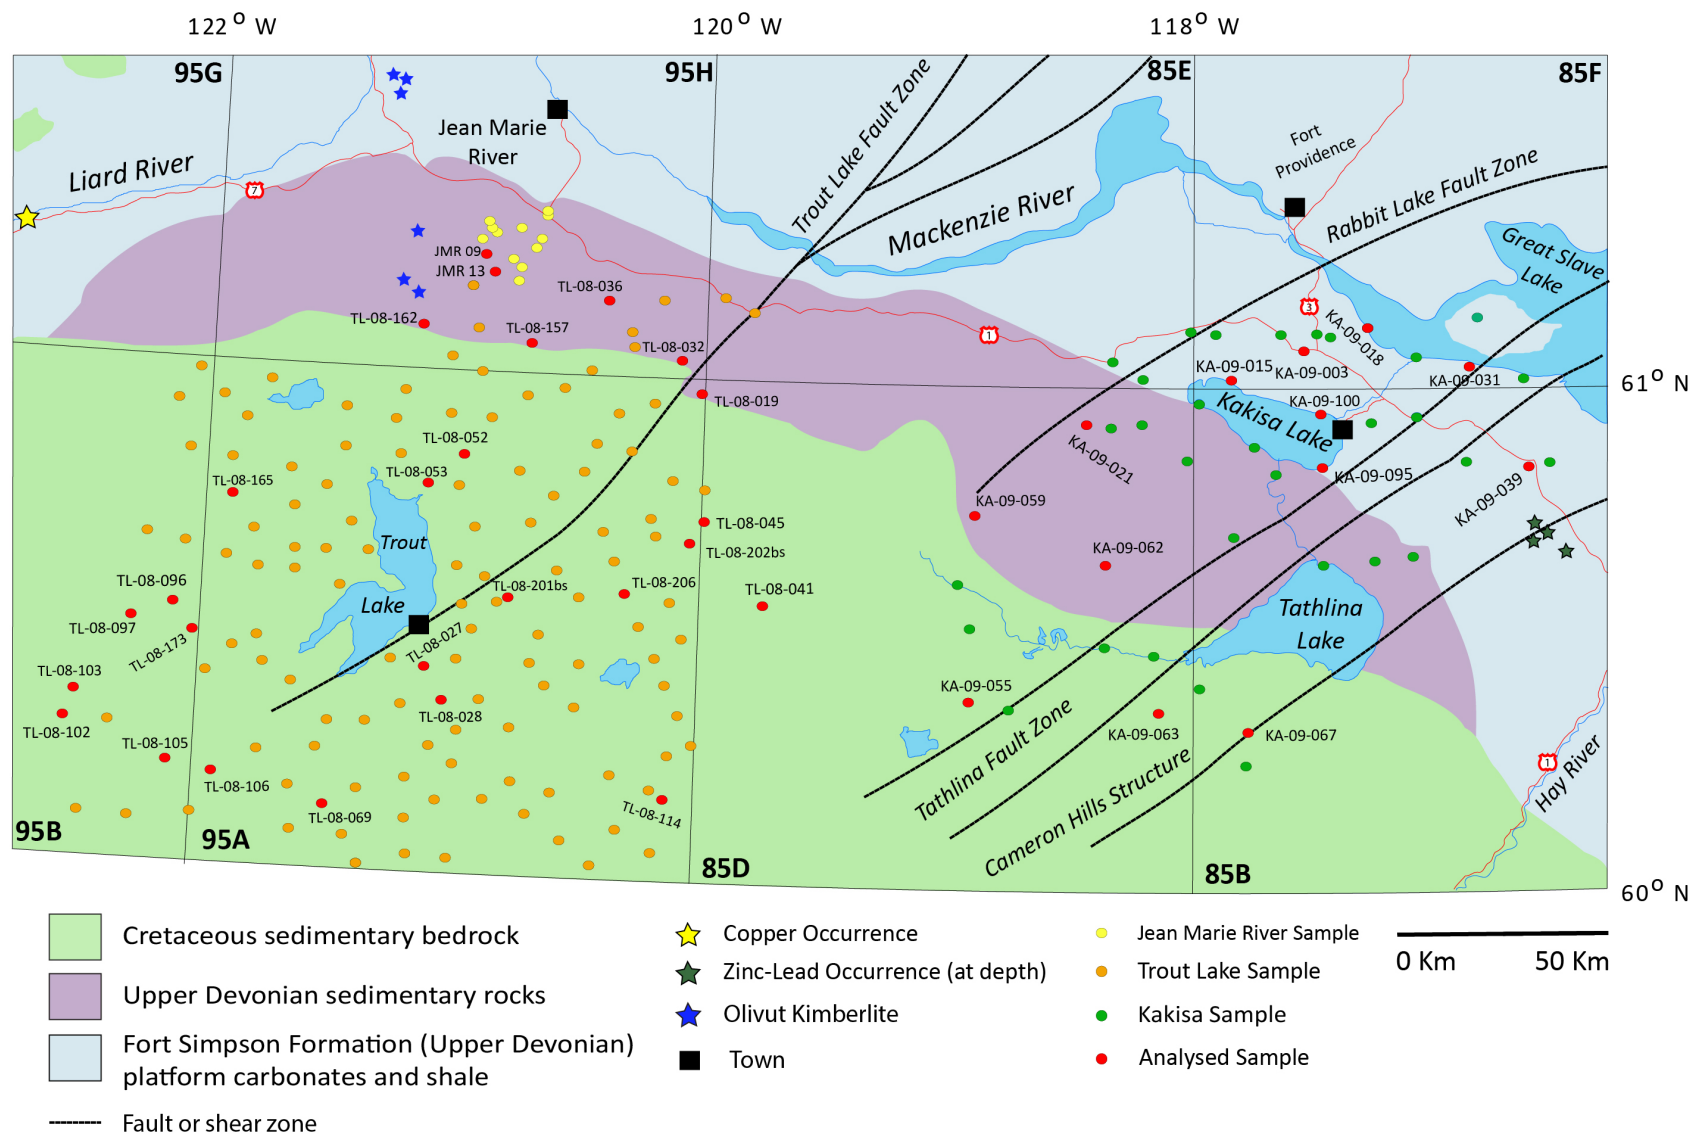 122° W
120° W
118° W
95G
95H
85E
85F
Liard River
7
Jean Marie
River
Trout Lake Fault Zone
Mackenzie River
Fort
Providence
Rabbit Lake Fault Zone
Great Slave
Lake
JMR 09
JMR 13
TL-08-036
TL-08-162
TL-08-157
TL-08-032
TL-08-019
1
3
KA-09-018
KA-09-015
KA-09-003
KA-09-031
KA-09-100
61° N
Kakisa Lake
KA-09-021
KA-09-095
KA-09-039
KA-09-059
KA-09-062
TL-08-052
TL-08-053
TL-08-165
TL-08-045
TL-08-202bs
Trout
Lake
TL-08-096
TL-08-097
TL-08-173
TL-08-201bs
TL-08-206
TL-08-041
TL-08-027
TL-08-028
TL-08-103
TL-08-102
TL-08-105
TL-08-106
TL-08-069
TL-08-114
Tathlina
Lake
KA-09-055
KA-09-063
KA-09-067
Tathlina Fault Zone
Cameron Hills Structure
1
Hay River
95B
95A
85D
85B
60° N
Cretaceous sedimentary bedrock
Upper Devonian sedimentary rocks
Fort Simpson Formation (Upper Devonian)
platform carbonates and shale
Fault or shear zone
Copper Occurrence
Zinc-Lead Occurrence (at depth)
Olivut Kimberlite
Town
Jean Marie River Sample
Trout Lake Sample
Kakisa Sample
Analysed Sample
0 Km
50 Km